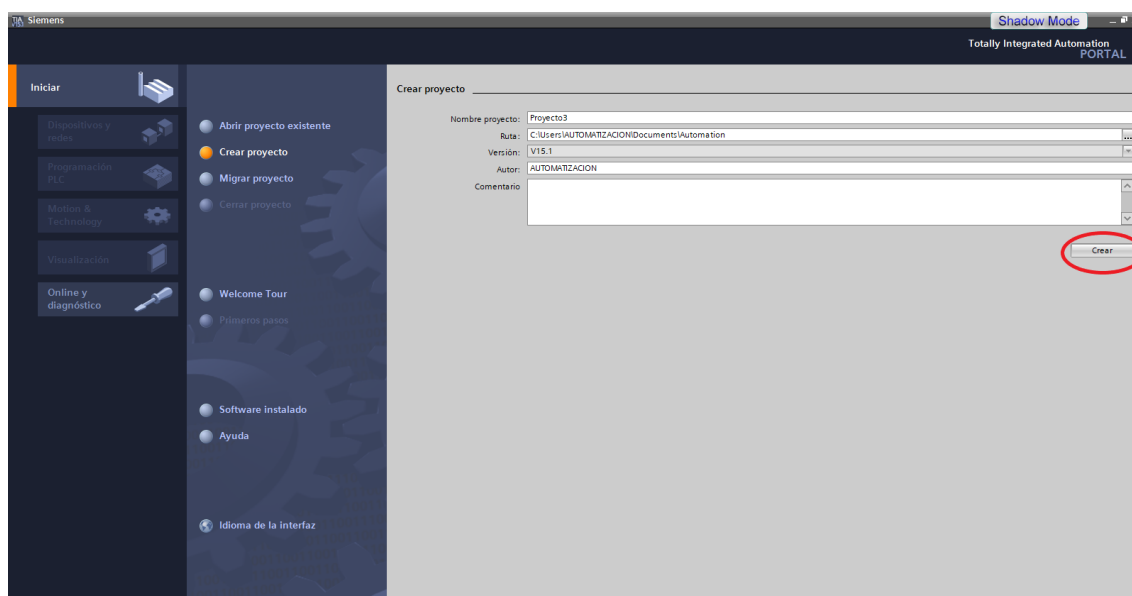 Siemens
Shadow Mode
Totally Integrated Automation
PORTAL
Iniciar
Dispositivos y
redes
Programación
PLC
Motion &
Technology
Visualización
Online y
diagnóstico
Abrir proyecto existente
Crear proyecto
Migrar proyecto
Cerrar proyecto
Welcome Tour
Primeros pasos
Software instalado
Ayuda
Idioma de la interfaz
Crear proyecto
Nombre proyecto: Proyecto3
Ruta: C:\Users\AUTOMATIZACION\Documents\Automation
...
Versión: V15.1
Autor: AUTOMATIZACION
Comentario
Crear